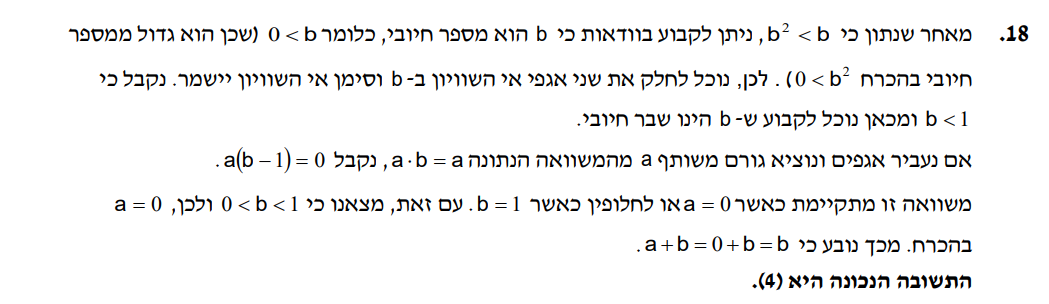 18. מאחר שנתון כי b² < b, ניתן לקבוע בוודאות כי b הוא מספר חיובי, כלומר 0 < b (שכן הוא גדול ממספר
חיובי בהכרח 0 < b²). לכן, נוכל לחלק את שני אגפי אי השוויון ב- b וסימן אי השוויון יישמר. נקבל כי
b < 1 ומכאן נוכל לקבוע ש- b הינו שבר חיובי.
אם נעביר אגפים ונוציא גורם משותף a מהמשוואה הנתונה a · b = a, נקבל a(b − 1) = 0.
משוואה זו מתקיימת כאשר a = 0 או לחלופין כאשר b = 1. עם זאת, מצאנו כי 0 < b < 1 ולכן, a = 0
בהכרח. מכך נובע כי a + b = 0 + b = b.
התשובה הנכונה היא (4).